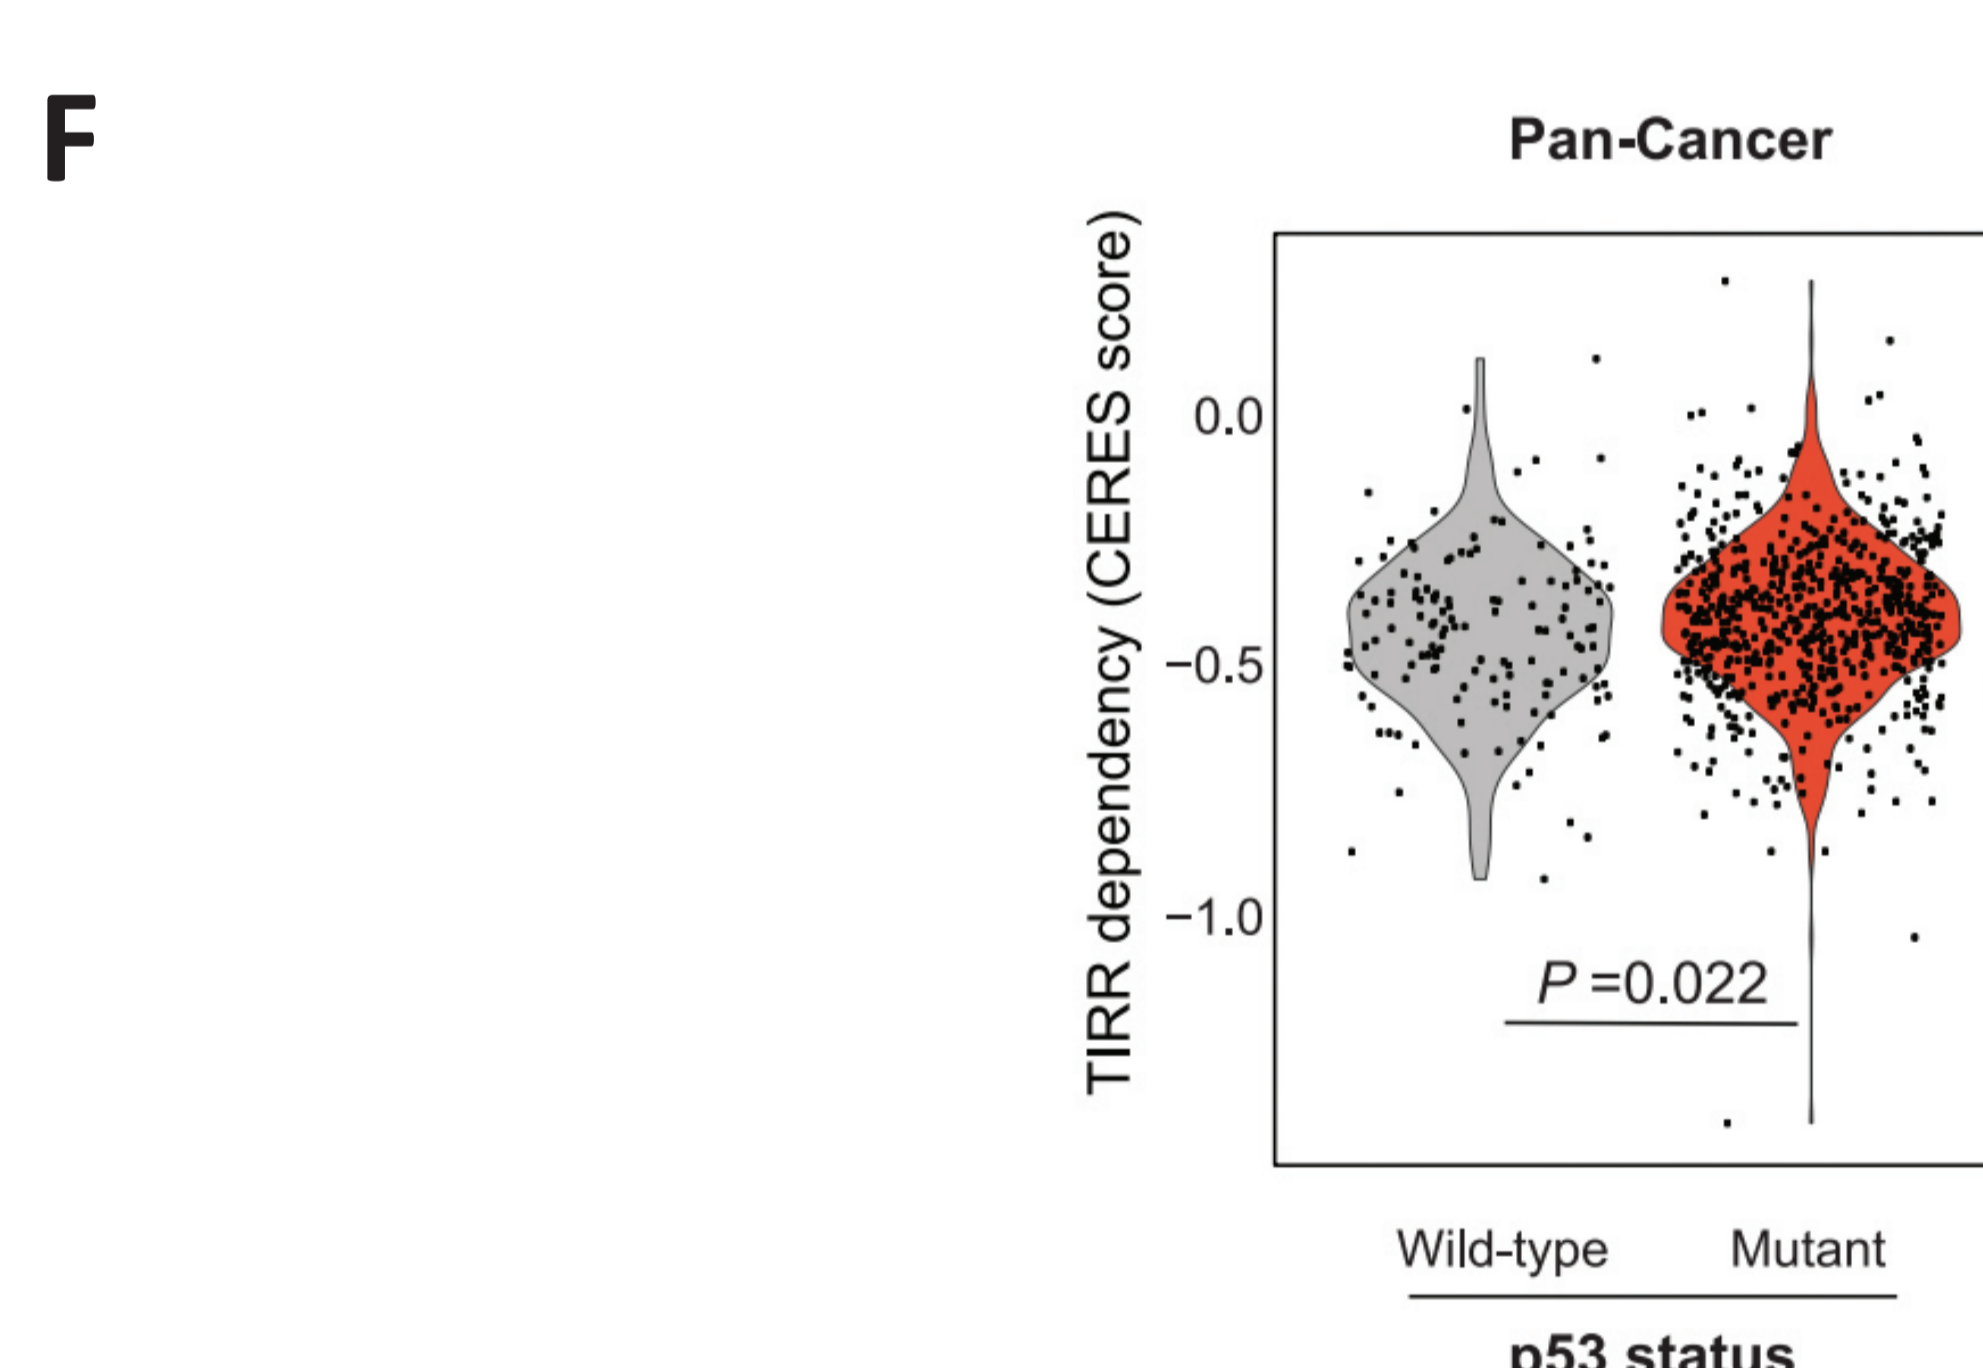 F
Pan-Cancer
TIRR dependency (CERES score)
0.0
−0.5
−1.0
P =0.022
Wild-type Mutant
p53 status